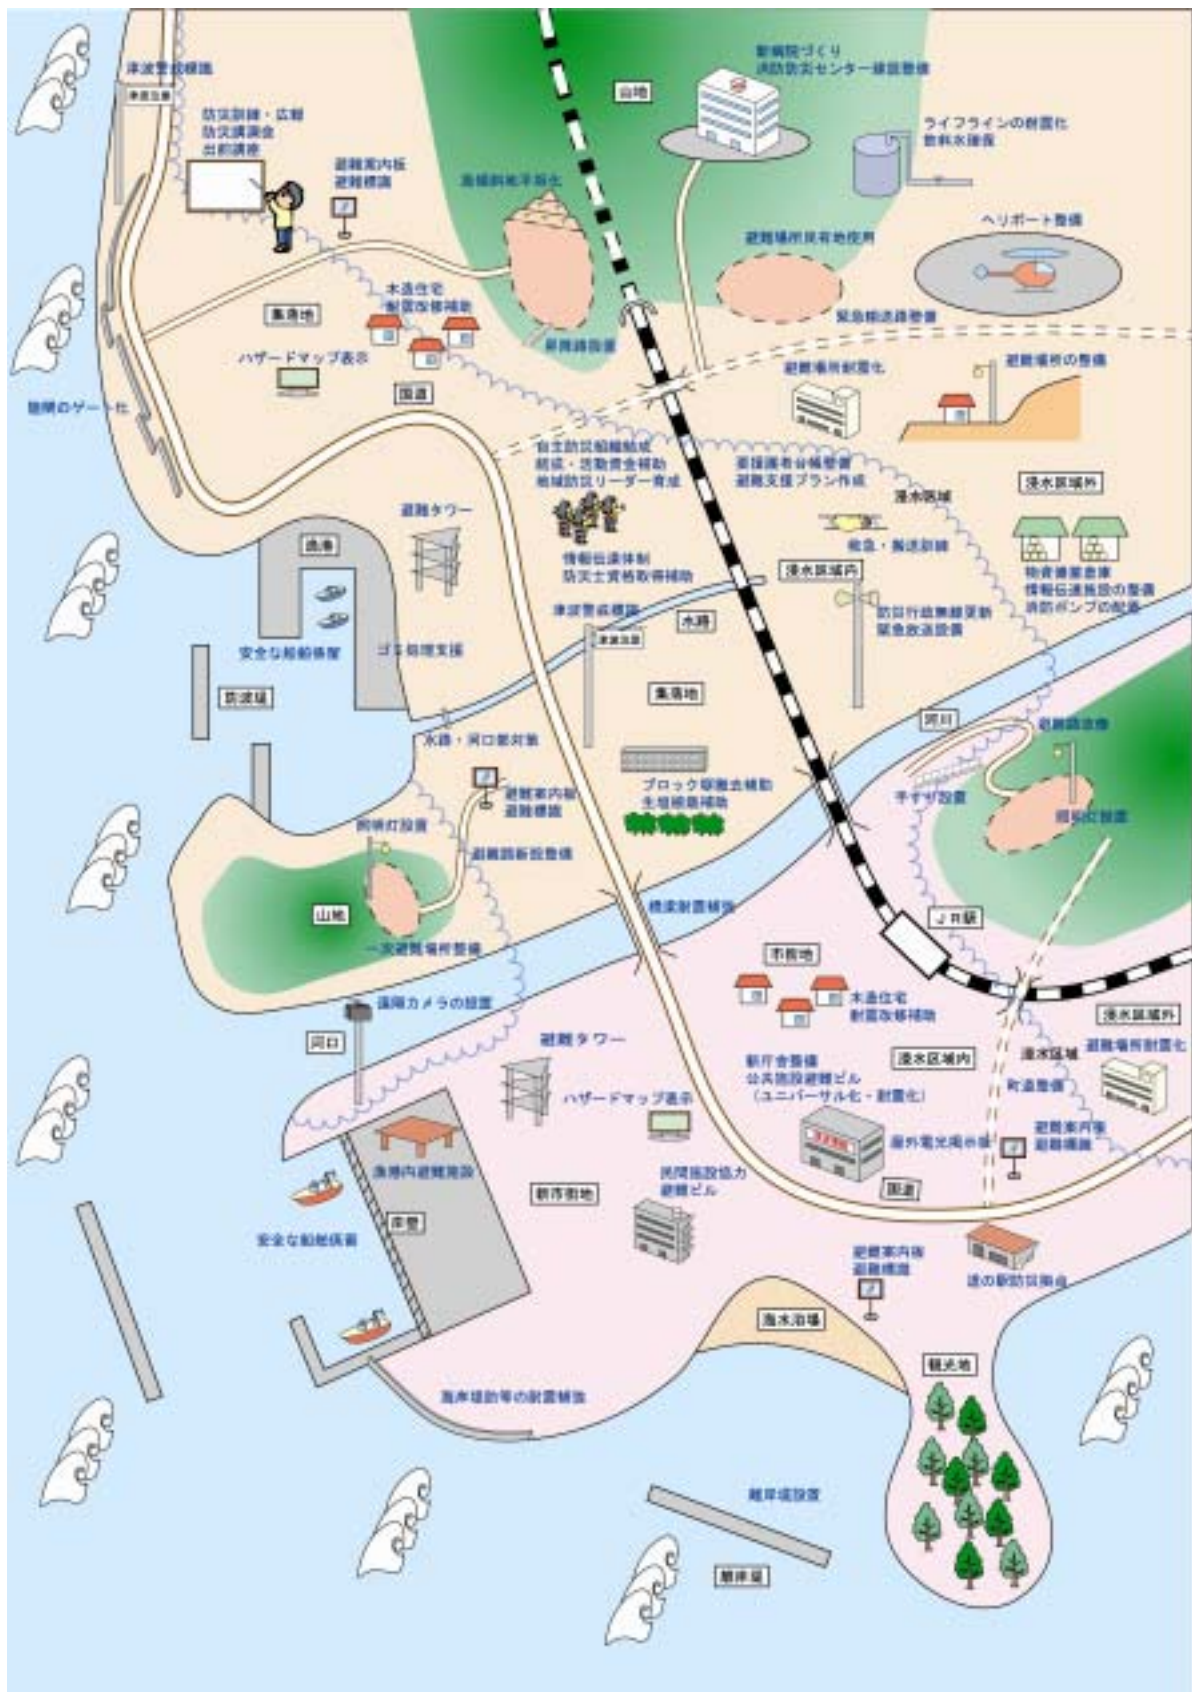 新病院づくり
消防防災センター建設整備
津波警戒標識
山地
防災訓練・広報
防災講演会
出前講座
ライフラインの耐震化
飲料水確保
避難案内板
避難標識
急傾斜地平坦化
ヘリポート整備
避難場所民有地使用
木造住宅
耐震改修補助
集落地
緊急輸送路整備
昇降路設置
ハザードマップ表示
避難場所耐震化
避難場所の整備
国道
陸閘のゲート化
自主防災組織結成
結成・活動資金補助
地域防災リーダー育成
要援護者台帳整備
避難支援プラン作成
浸水区域
浸水区域外
避難タワー
漁港
救急・搬送訓練
情報伝達体制
防災士資格取得補助
浸水区域内
物資備蓄倉庫
情報伝達施設の整備
消防ポンプの配備
津波警戒標識
水路
防災行政無線更新
緊急放送設備
安全な船舶係留
ゴミ処理支援
防波堤
集落地
河川
水路・河口部対策
避難路改修
ブロック塀撤去補助
生垣植栽補助
避難案内板
避難標識
手すり設置
照明灯設置
照明灯設置
避難路新設整備
橋梁耐震補強
山地
JR駅
一次避難場所整備
市街地
遠隔カメラの設置
木造住宅
耐震改修補助
浸水区域外
河口
避難タワー
新庁舎整備
公共施設避難ビル
(ユニバーサル化・耐震化)
浸水区域内
浸水区域
避難場所耐震化
町道整備
ハザードマップ表示
屋外電光掲示板
避難案内板
避難標識
漁港内避難施設
民間施設協力
避難ビル
新市街地
国道
岸壁
安全な船舶係留
避難案内板
避難標識
道の駅防災拠点
海水浴場
観光地
海岸堤防等の耐震補強
離岸堤設置
離岸堤